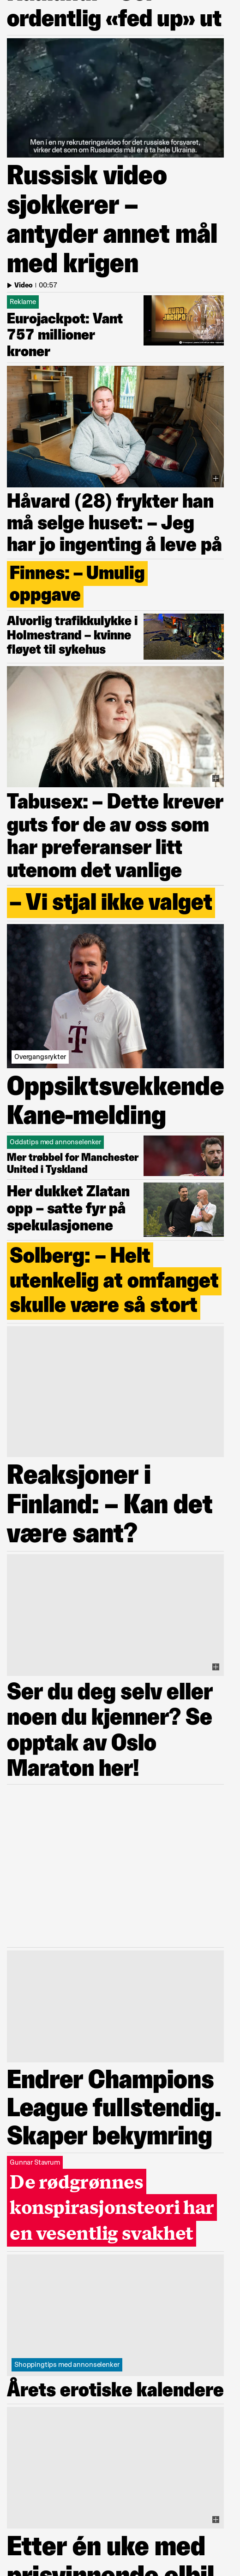 ordentlig «fed up» ut
Men i en ny rekruteringsvideo for det russiske forsvaret,
virker det som om Russlands mål er å ta hele Ukraina.
Russisk video
sjokkerer –
antyder annet mål
med krigen
Video | 00:57
Reklame
Eurojackpot: Vant
757 millioner
kroner
EURO
JACKPOT
Håvard (28) frykter han
må selge huset: – Jeg
har jo ingenting å leve på
Finnes: – Umulig
oppgave
Alvorlig trafikkulykke i
Holmestrand – kvinne
fløyet til sykehus
Tabusex: – Dette krever
guts for de av oss som
har preferanser litt
utenom det vanlige
– Vi stjal ikke valget
Overgangsrykter
Oppsiktsvekkende
Kane-melding
Oddstips med annonselenker
Mer trøbbel for Manchester
United i Tyskland
Her dukket Zlatan
opp – satte fyr på
spekulasjonene
Solberg: – Helt
utenkelig at omfanget
skulle være så stort
Reaksjoner i
Finland: – Kan det
være sant?
Ser du deg selv eller
noen du kjenner? Se
opptak av Oslo
Maraton her!
Endrer Champions
League fullstendig.
Skaper bekymring
Gunnar Stavrum
De rødgrønnes
konspirasjonsteori har
en vesentlig svakhet
Shoppingtips med annonselenker
Årets erotiske kalendere
Etter én uke med
prisvinnende elbil